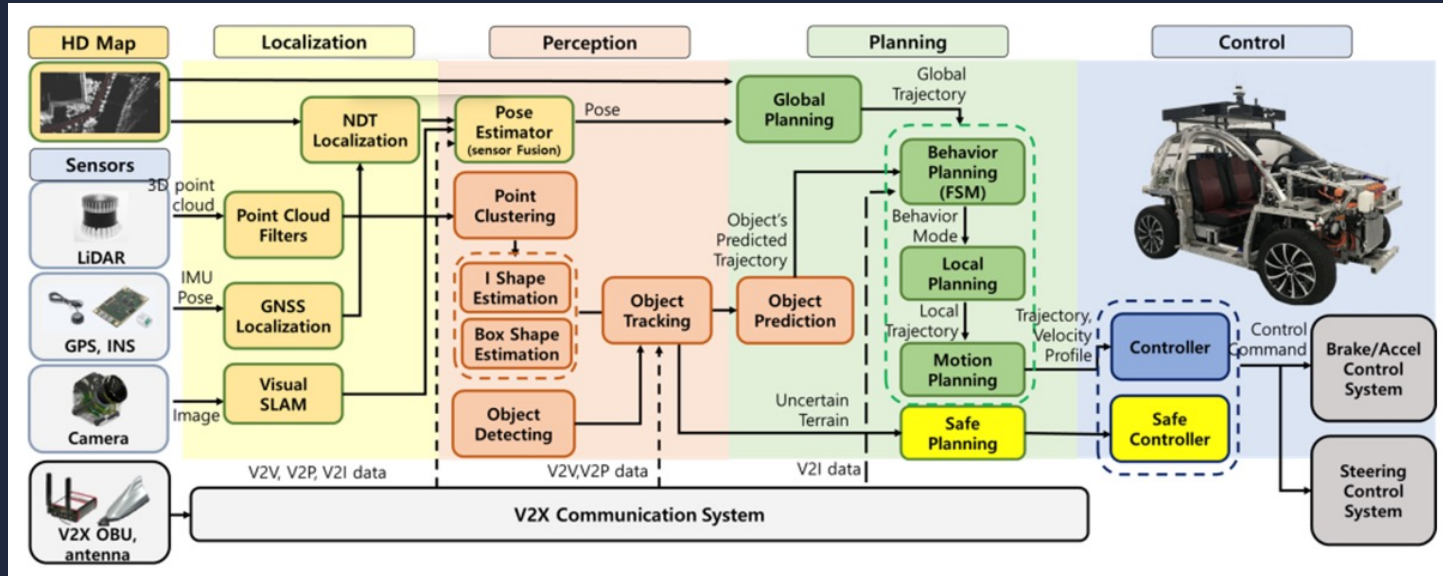 HD Map
Localization
Perception
Planning
Control
NDT
Localization
Pose
Estimator
(sensor Fusion)
Pose
Global
Planning
Global
Trajectory
Sensors
3D point
cloud
LiDAR
Point Cloud
Filters
Point
Clustering
Behavior
Planning
(FSM)
Object's
Predicted
Trajectory
Behavior
Mode
IMU
Pose
GPS, INS
GNSS
Localization
I Shape
Estimation
Box Shape
Estimation
Object
Tracking
Object
Prediction
Local
Planning
Local
Trajectory
Motion
Planning
Trajectory,
Velocity
Profile
Controller
Control
Command
Brake/Accel
Control
System
Image
Camera
Visual
SLAM
Object
Detecting
Uncertain
Terrain
Safe
Planning
Safe
Controller
V2V, V2P, V2I data
V2V,V2P data
V2I data
V2X OBU,
antenna
V2X Communication System
Steering
Control
System